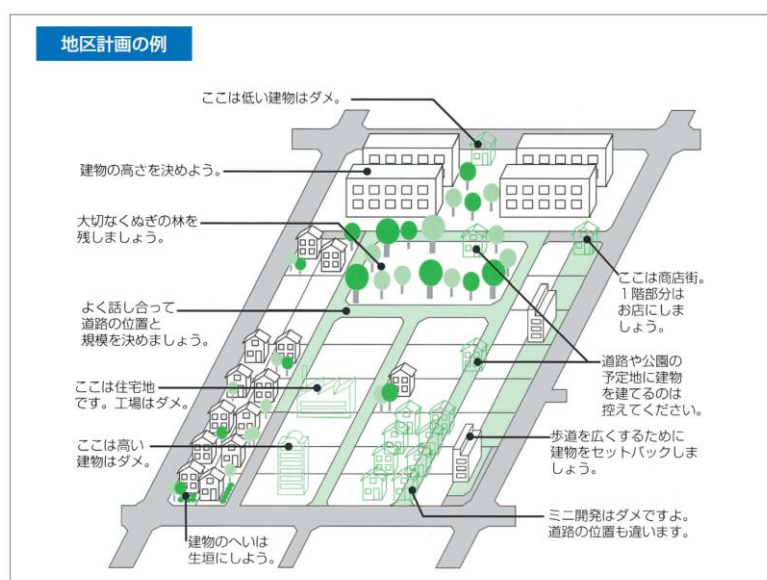 地区計画の例
ここは低い建物はダメ。
建物の高さを決めよう。
大切なくぬぎの林を
残しましょう。
ここは商店街。
1階部分は
お店にしま
しょう。
よく話し合って
道路の位置と
規模を決めましょう。
道路や公園の
予定地に建物
を建てるのは
控えてください。
ここは住宅地
です。工場はダメ。
ここは高い
建物はダメ。
歩道を広くするために
建物をセットバックしま
しょう。
ミニ開発はダメですよ。
道路の位置も違います。
建物のへいは
生垣にしよう。